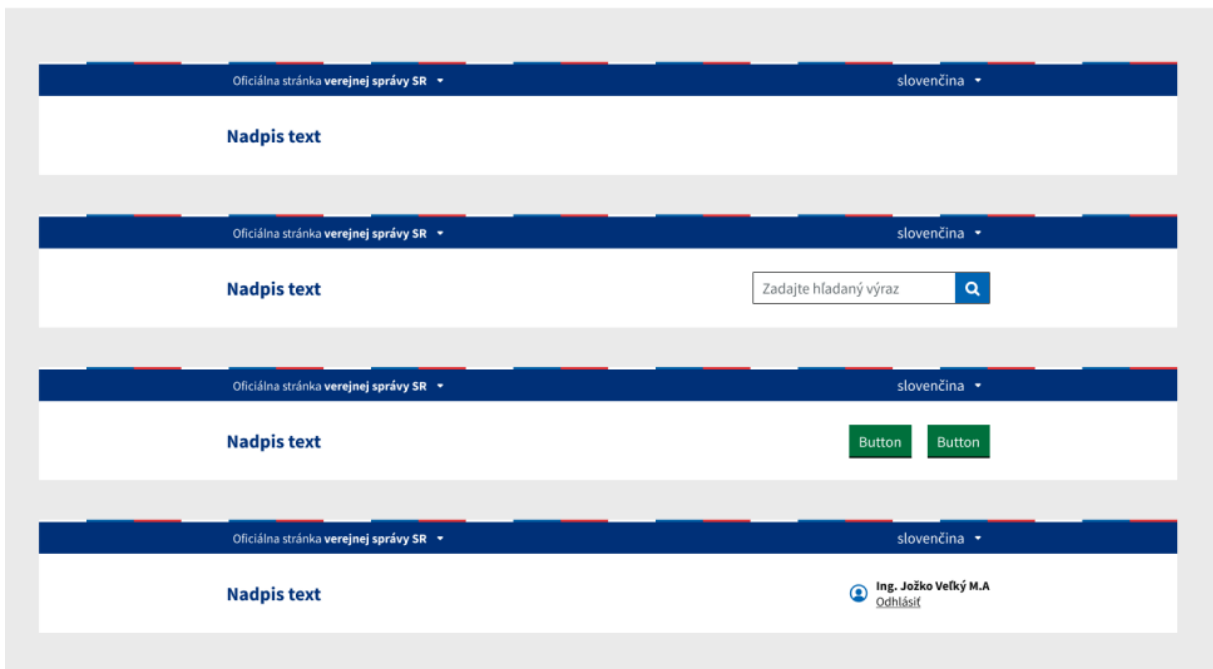 Oficiálna stránka verejnej správy SR
slovenčina
Nadpis text
Oficiálna stránka verejnej správy SR
slovenčina
Nadpis text
Zadajte hľadaný výraz
Oficiálna stránka verejnej správy SR
slovenčina
Nadpis text
Button
Button
Oficiálna stránka verejnej správy SR
slovenčina
Nadpis text
Ing. Jožko Veľký M.A
Odhlásiť